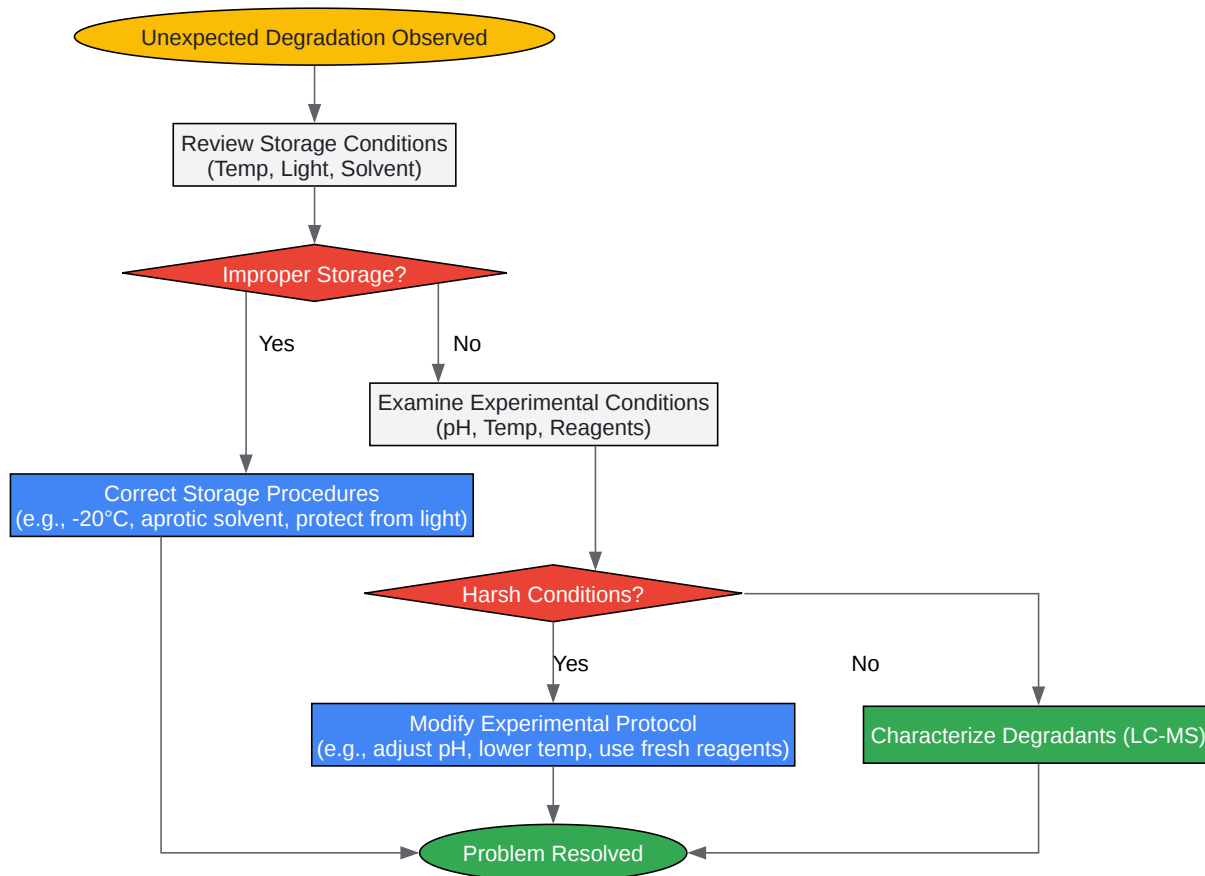 Unexpected Degradation Observed
Review Storage Conditions
(Temp, Light, Solvent)
Improper Storage?
Yes
No
Examine Experimental Conditions
(pH, Temp, Reagents)
Correct Storage Procedures
(e.g., -20°C, aprotic solvent, protect from light)
Harsh Conditions?
Yes
No
Modify Experimental Protocol
(e.g., adjust pH, lower temp, use fresh reagents)
Characterize Degradants (LC-MS)
Problem Resolved